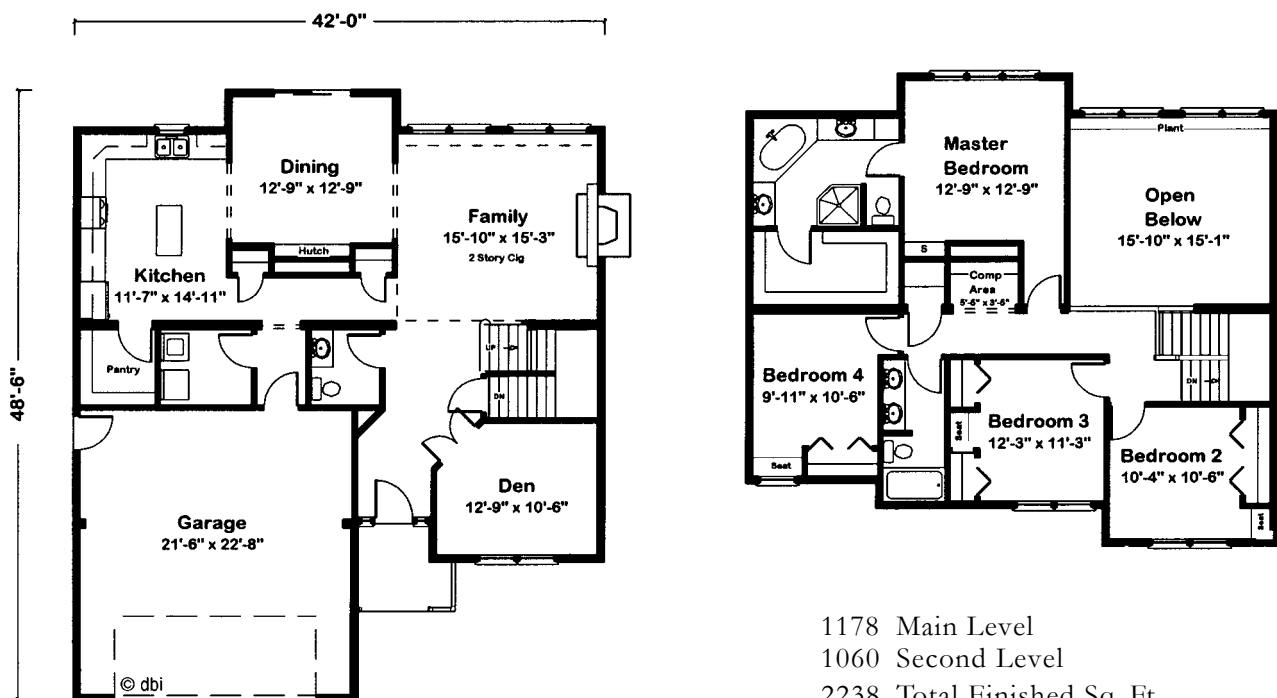 42'-0"
48'-6"
Dining
12'-9" x 12'-9"
Hutch
Family
15'-10" x 15'-3"
2 Story Clg
Kitchen
11'-7" x 14'-11"
Pantry
UP
DN
Den
12'-9" x 10'-6"
Garage
21'-6" x 22'-8"
© dbi
Master
Bedroom
12'-9" x 12'-9"
Plant
Open
Below
15'-10" x 15'-1"
S
Comp
Area
5'-5" x 3'-5"
Bedroom 4
9'-11" x 10'-6"
Seat
Bedroom 3
12'-3" x 11'-3"
Seat
DN
Bedroom 2
10'-4" x 10'-6"
Seat
1178 Main Level
1060 Second Level
2238 Total Finished Sq. Ft.